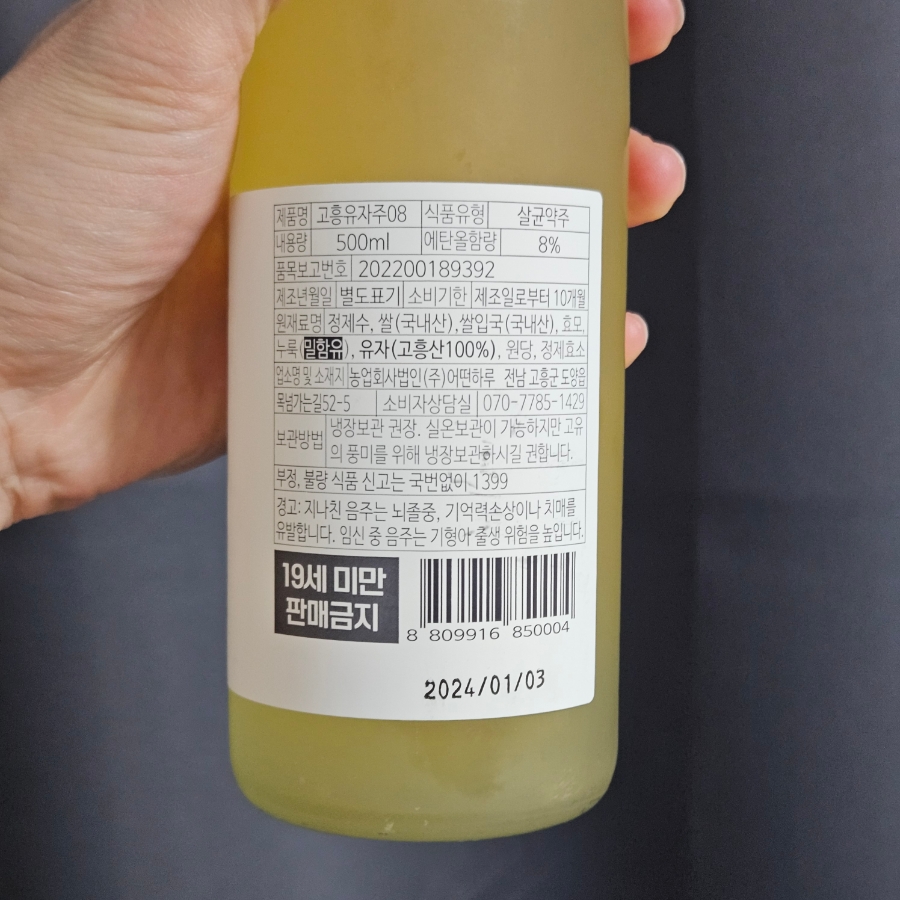 제품명 고흥유자주08 식품유형 살균약주
내용량 500ml 에탄올함량 8%
품목보고번호 202200189392
제조년월일 별도표기 소비기한 제조일로부터 10개월
원재료명 정제수, 쌀(국내산),쌀입국(국내산), 효모,
누룩(밀함유), 유자(고흥산100%), 원당, 정제효소
업소명 및 소재지 농업회사법인(주)어떤하루 전남 고흥군 도양읍
목넘가는길52-5 소비자상담실 070-7785-1429
보관방법 냉장보관 권장. 실온보관이 가능하지만 고유
의 풍미를 위해 냉장보관하시길 권합니다.
부정, 불량 식품 신고는 국번없이 1399
경고: 지나친 음주는 뇌졸중, 기억력손상이나 치매를
유발합니다. 임신 중 음주는 기형아 출생 위험을 높입니다.
19세 미만
판매금지
8 809916 850004
2024/01/03